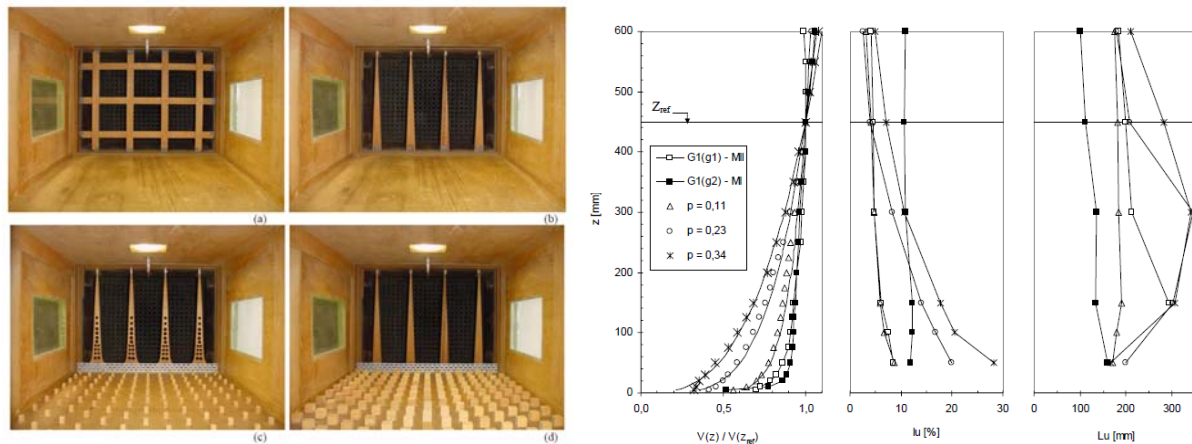 (a)
(b)
(c)
(d)
600
500
400
300
200
100
0
z [mm]
Zref
G1(g1) - MII
G1(g2) - MI
p = 0,11
p = 0,23
p = 0,34
0,0
0,5
1,0
V(z) / V(zref)
0
10
20
30
Iu [%]
0
100
200
300
Lu [mm]